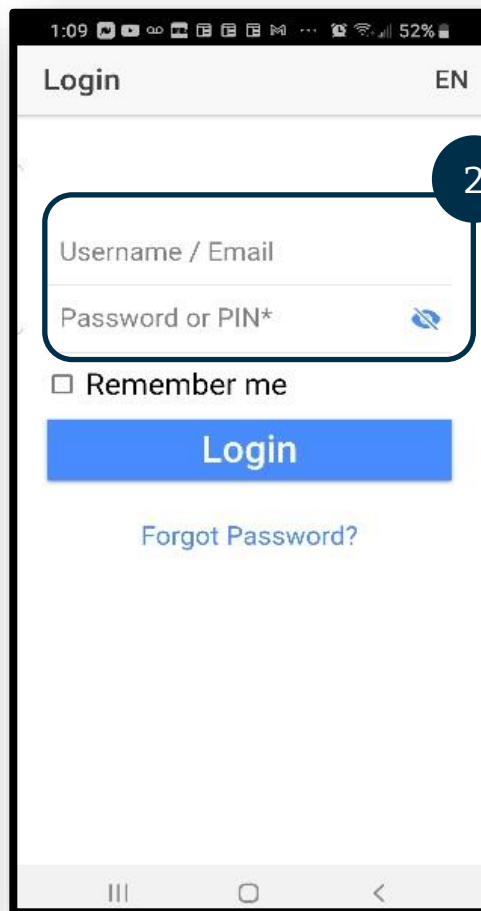 1:09 52%
Login EN
2
Username / Email
Password or PIN*
Remember me
Login
Forgot Password?